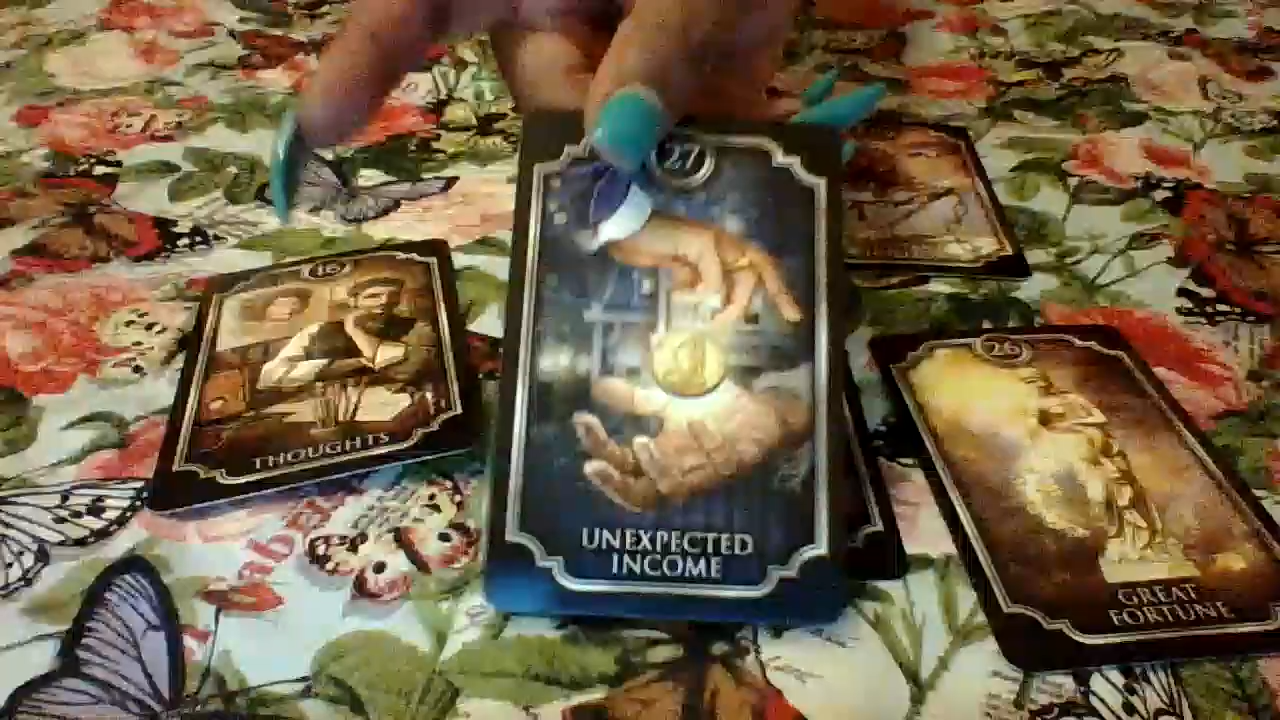 27
UNEXPECTED
INCOME
16
THOUGHTS
26
GREAT
FORTUNE